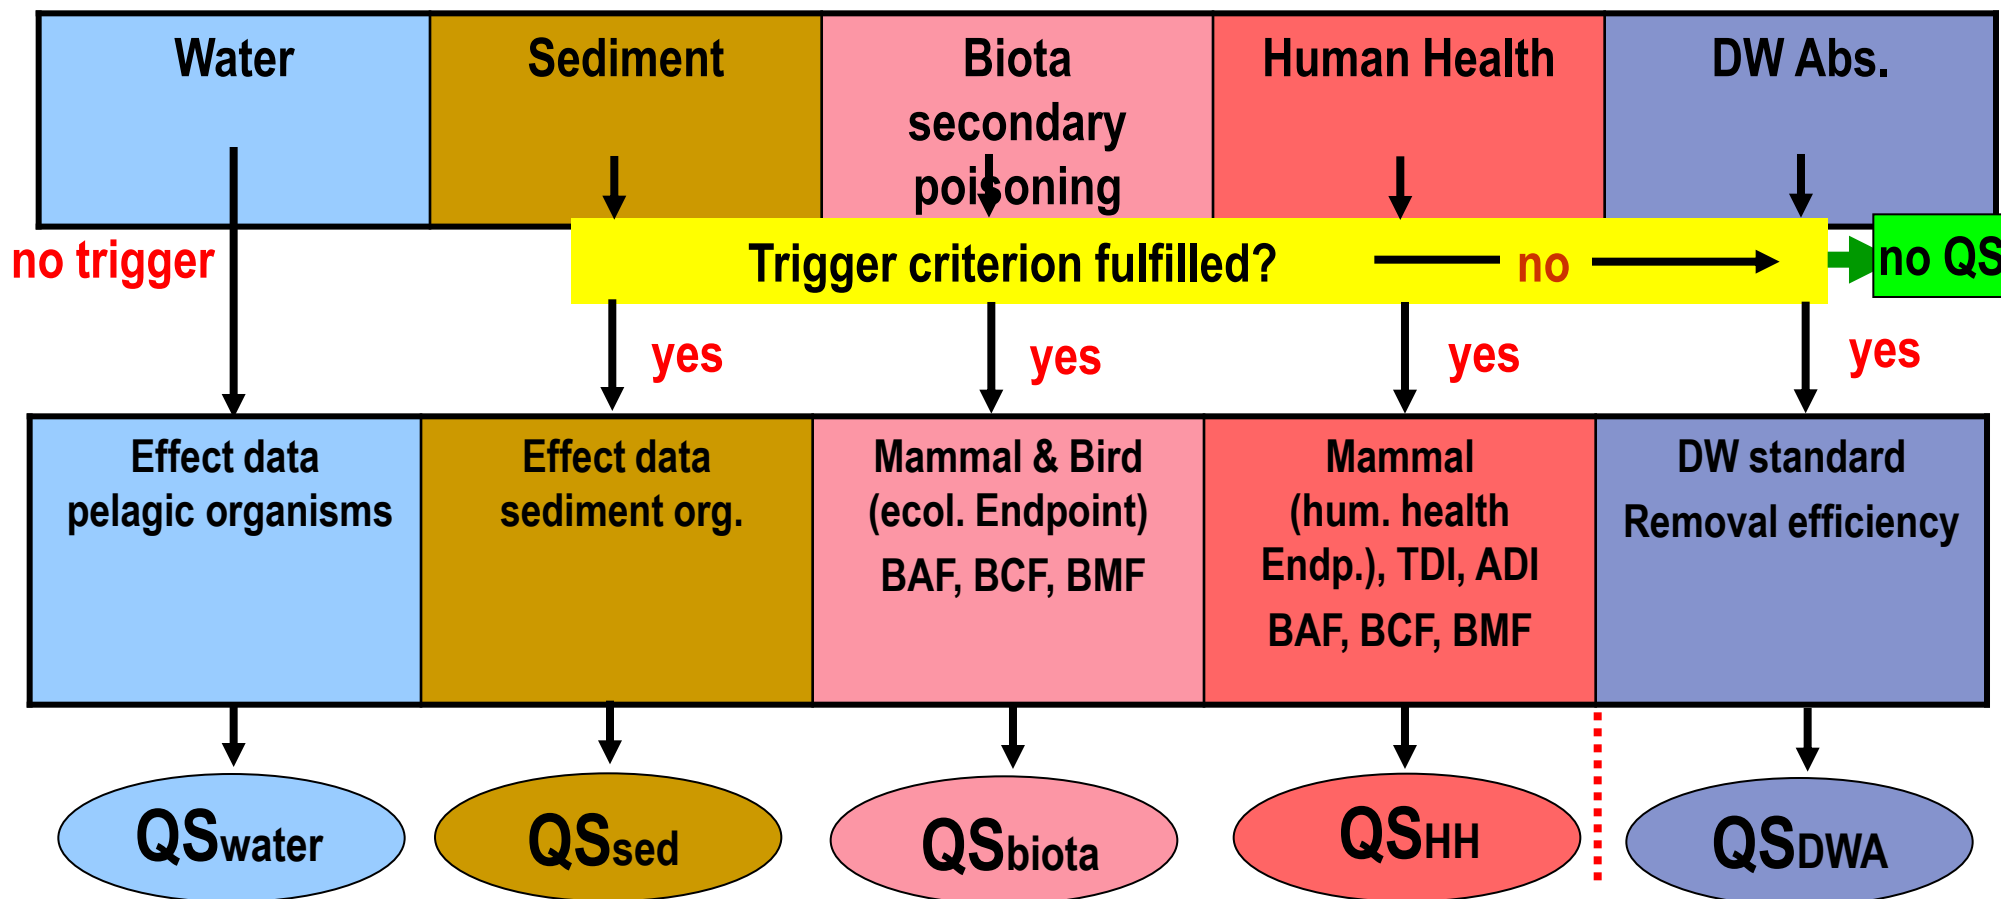 Water
Sediment
Biota
secondary
poisoning
Human Health
DW Abs.
no trigger
Trigger criterion fulfilled?
no
no QS
yes
yes
yes
yes
Effect data
pelagic organisms
Effect data
sediment org.
Mammal & Bird
(ecol. Endpoint)
BAF, BCF, BMF
Mammal
(hum. health
Endp.), TDI, ADI
BAF, BCF, BMF
DW standard
Removal efficiency
QSwater
QSsed
QSbiota
QSHH
QSDWA